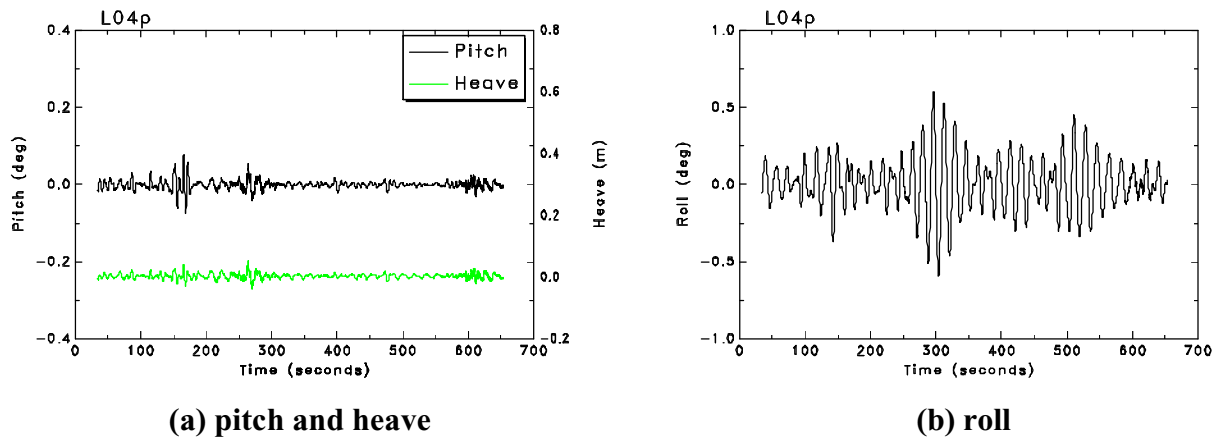 L04p
0.4
0.2
0.0
−0.2
−0.4
Pitch (deg)
0.8
0.6
0.4
0.2
0.0
−0.2
Heave (m)
Pitch
Heave
0 100 200 300 400 500 600 700
Time (seconds)
(a) pitch and heave
L04p
1.0
0.5
0.0
−0.5
−1.0
Roll (deg)
0 100 200 300 400 500 600 700
Time (seconds)
(b) roll